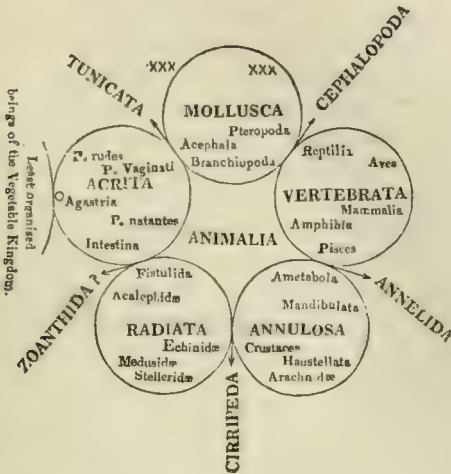 XXX XXX
TUNICATA
CEPHALOPODA
MOLLUSCA
Pteropoda
Acephala
Branchiopoda
Least organised
beings of the Vegetable Kingdom.
P. rudes
P. Vaginati
ACRITA
Agastria
P. natantes
Intestina
Reptilia
Aves
VERTEBRATA
Mammalia
Amphibia
Pisces
ANIMALIA
ZOANTHIDA ?
ANNELIDA
Fistulida
Acalephidæ
RADIATA
Echinidæ
Medusidæ
Stelleridæ
Ametabola
Mandibulata
ANNULOSA
Crustacea
Haustellata
Arachnidæ
CIRRIPEDA